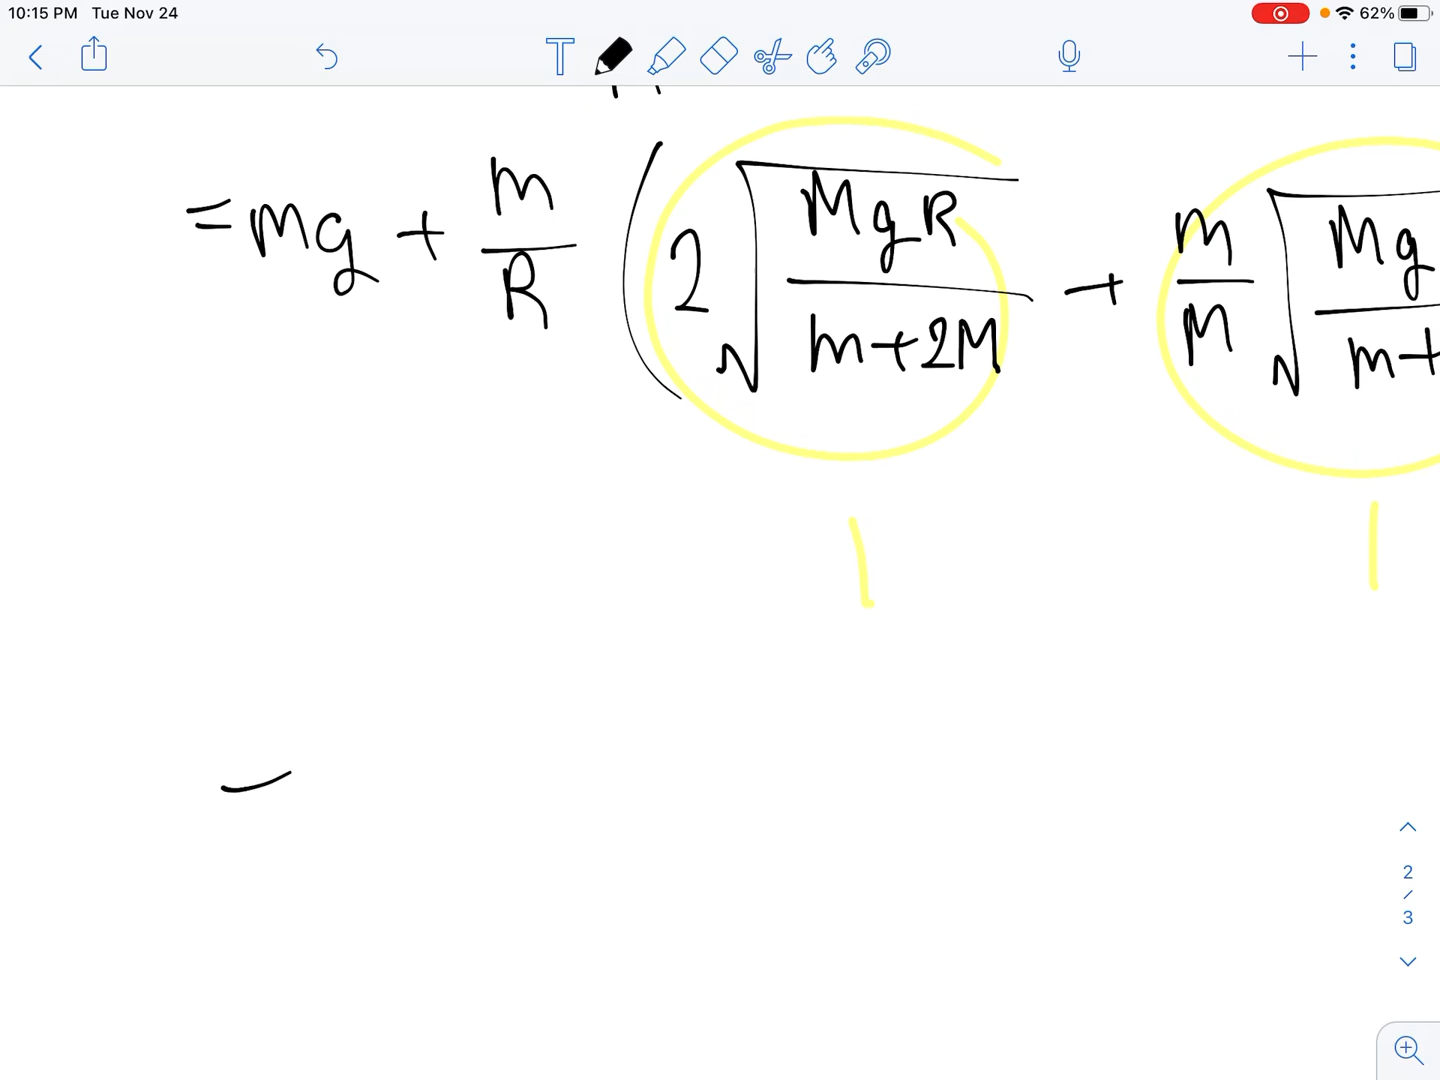 10:15 PM Tue Nov 24 62%
T
= mg + m/R ( 2 √(MgR / m+2M) + m/M √(Mg / m+
2
/
3